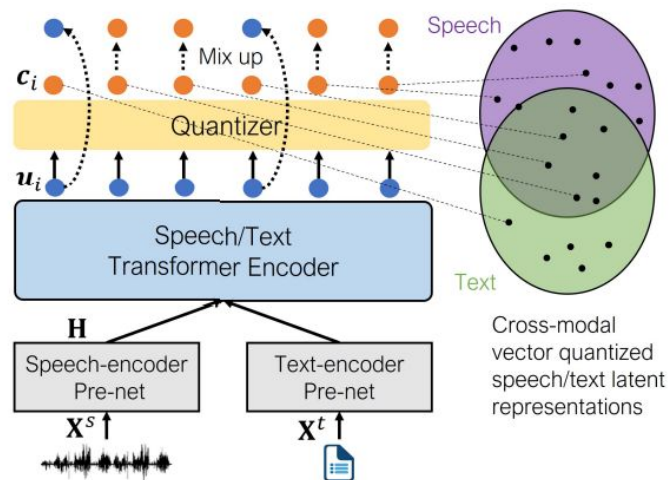 Speech
Mix up
c_i
Quantizer
u_i
Speech/Text
Transformer Encoder
Text
H
Speech-encoder
Pre-net
Text-encoder
Pre-net
X^s
X^t
Cross-modal
vector quantized
speech/text latent
representations